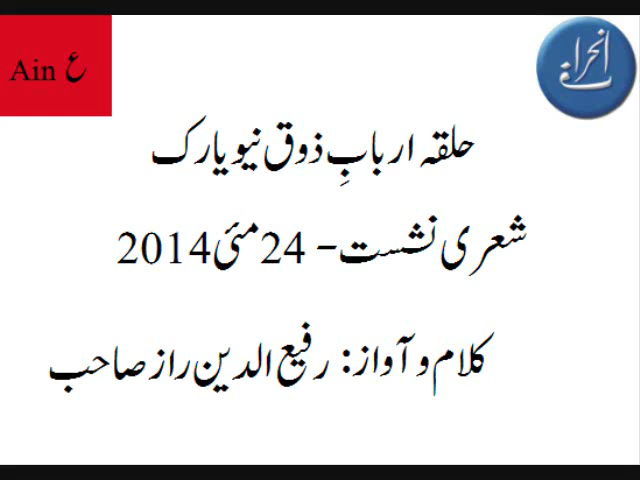 Ain ع
انحراف
حلقہ اربابِ ذوق نیویارک
شعری نشست - 24 مئی 2014
کلام و آواز: رفیع الدین راز صاحب